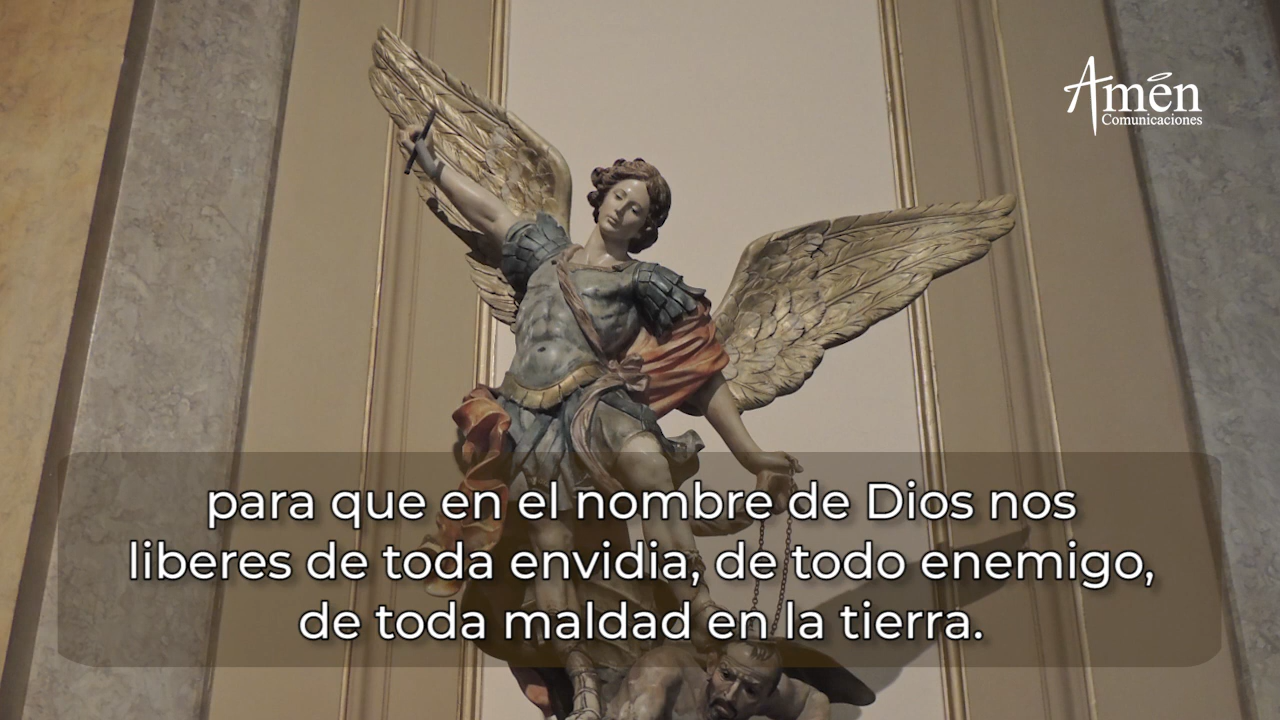 Amén
Comunicaciones
para que en el nombre de Dios nos
liberes de toda envidia, de todo enemigo,
de toda maldad en la tierra.